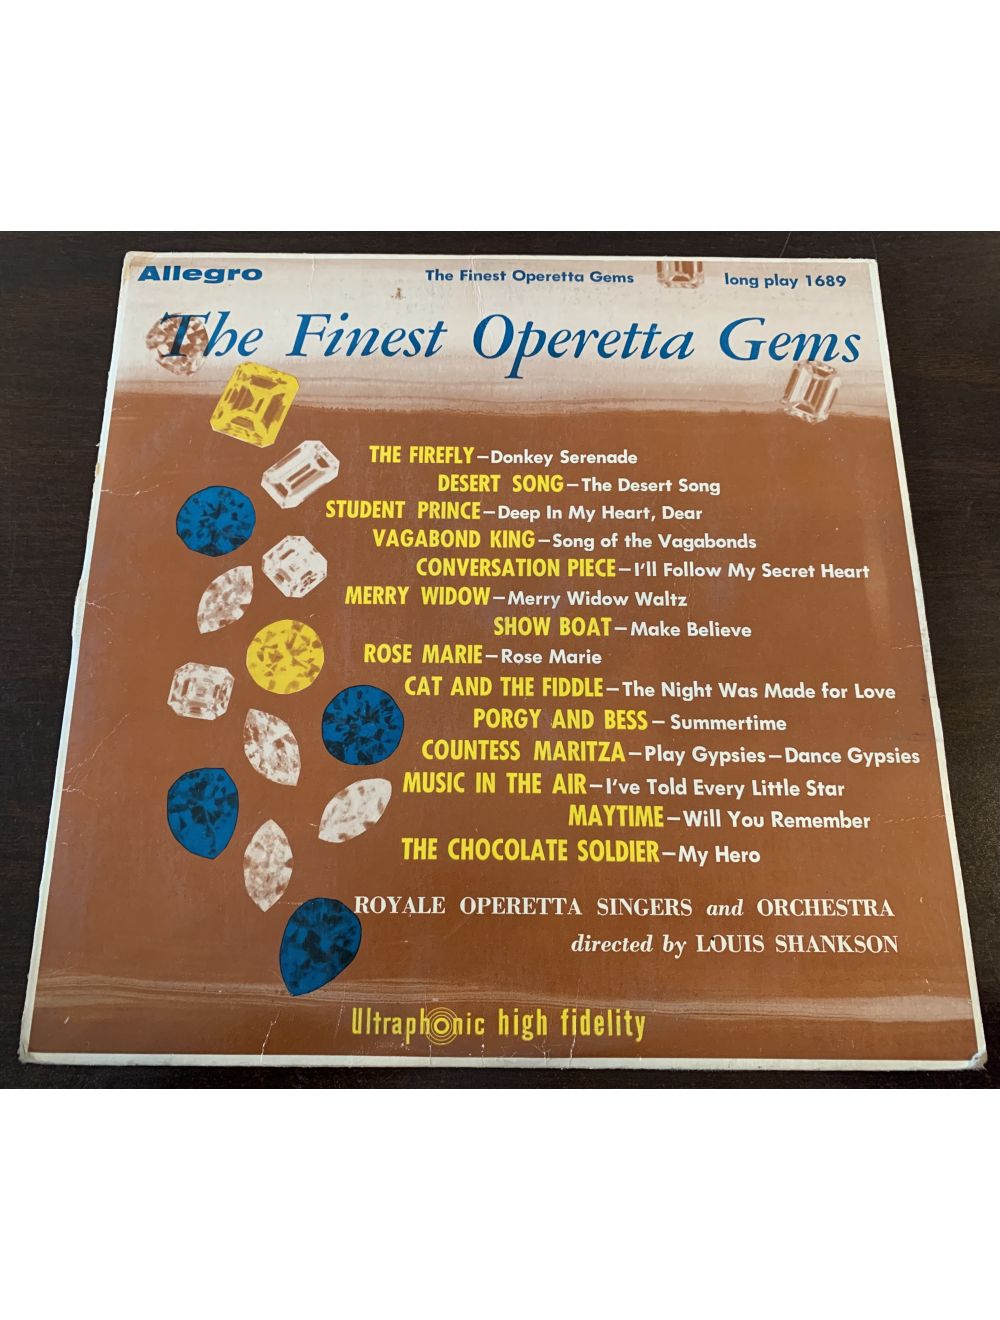 Allegro The Finest Operetta Gems long play 1689
The Finest Operetta Gems
THE FIREFLY–Donkey Serenade
DESERT SONG–The Desert Song
STUDENT PRINCE–Deep In My Heart, Dear
VAGABOND KING–Song of the Vagabonds
CONVERSATION PIECE–I'll Follow My Secret Heart
MERRY WIDOW–Merry Widow Waltz
SHOW BOAT–Make Believe
ROSE MARIE–Rose Marie
CAT AND THE FIDDLE–The Night Was Made for Love
PORGY AND BESS–Summertime
COUNTESS MARITZA–Play Gypsies–Dance Gypsies
MUSIC IN THE AIR–I've Told Every Little Star
MAYTIME–Will You Remember
THE CHOCOLATE SOLDIER–My Hero
ROYALE OPERETTA SINGERS and ORCHESTRA
directed by LOUIS SHANKSON
Ultraphonic high fidelity